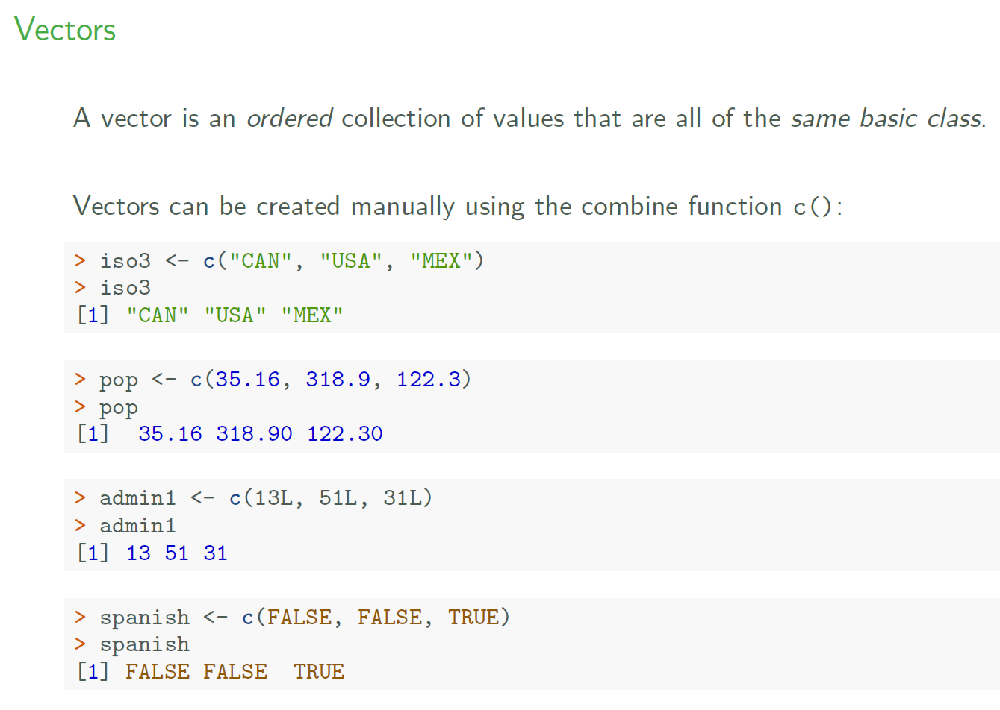 Vectors
A vector is an ordered collection of values that are all of the same basic class.
Vectors can be created manually using the combine function c():
> iso3 <- c("CAN", "USA", "MEX")
> iso3
[1] "CAN" "USA" "MEX"
> pop <- c(35.16, 318.9, 122.3)
> pop
[1]  35.16 318.90 122.30
> admin1 <- c(13L, 51L, 31L)
> admin1
[1] 13 51 31
> spanish <- c(FALSE, FALSE, TRUE)
> spanish
[1] FALSE FALSE  TRUE